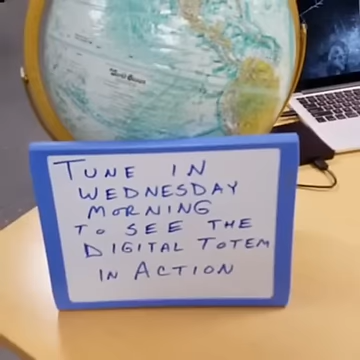 TUNE IN
WEDNESDAY
MORNING
TO SEE THE
DIGITAL TOTEM
IN ACTION